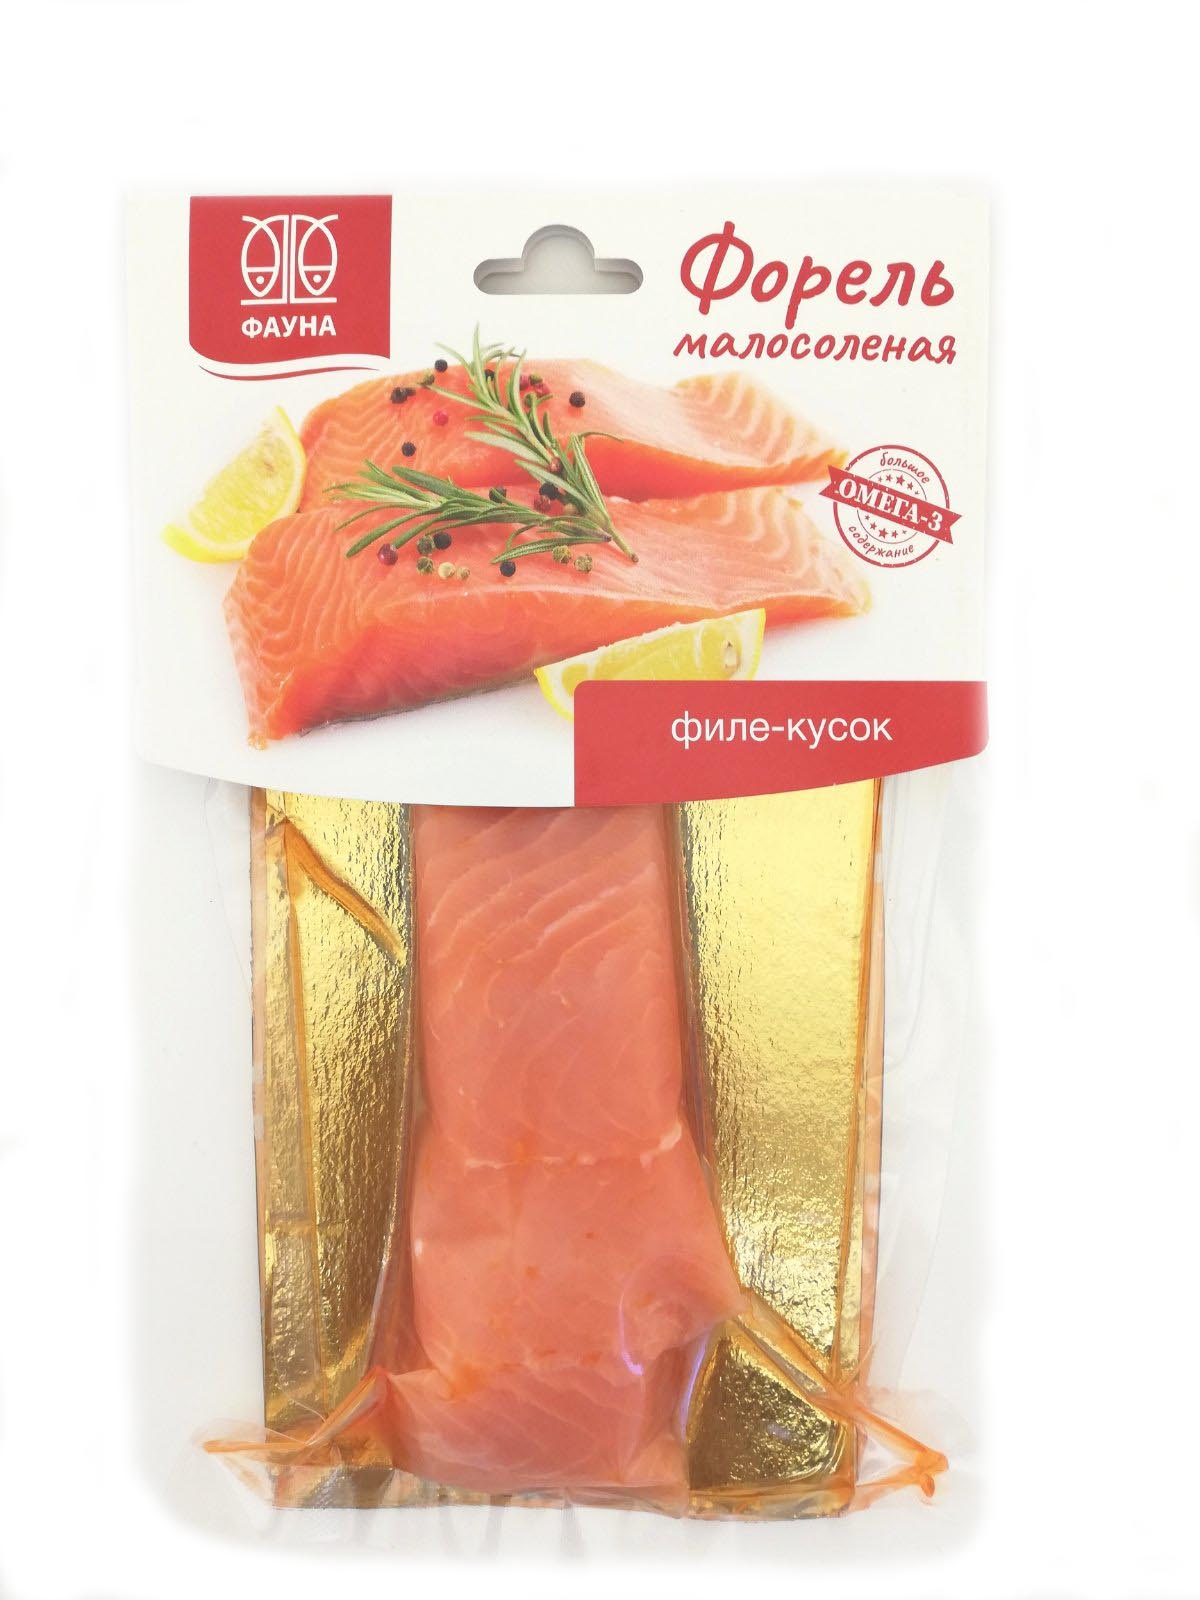 ФАУНА
Форель
малосоленая
большое
ОМЕГА-3
содержание
филе-кусок